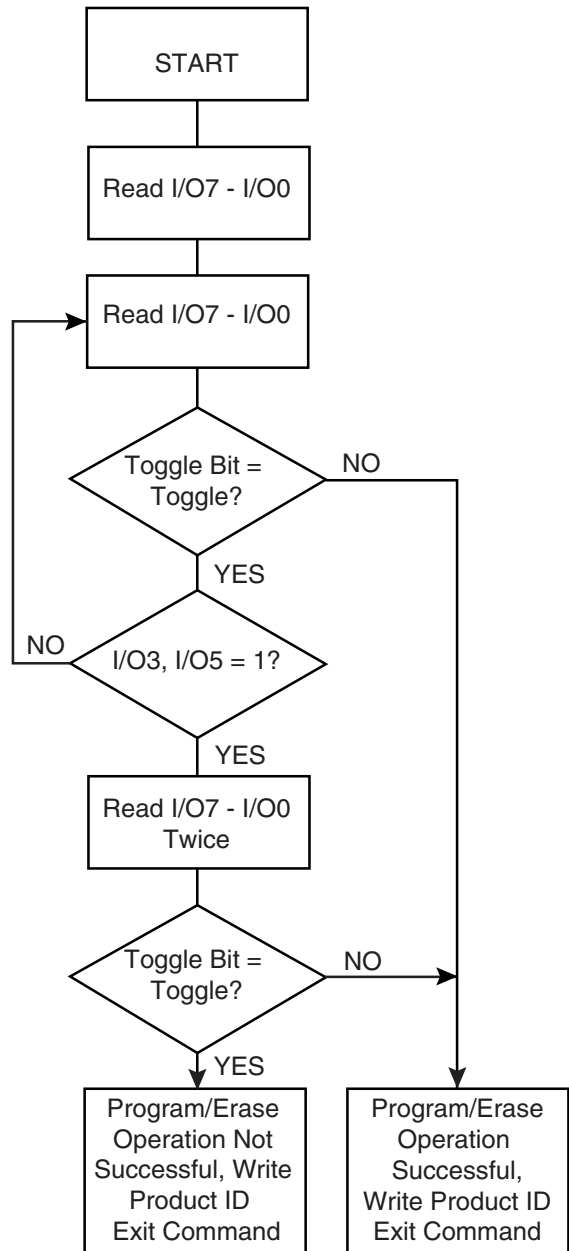 START
Read I/O7 - I/O0
Read I/O7 - I/O0
Toggle Bit =
Toggle?
NO
YES
NO
I/O3, I/O5 = 1?
YES
Read I/O7 - I/O0
Twice
Toggle Bit =
Toggle?
NO
YES
Program/Erase
Operation Not
Successful, Write
Product ID
Exit Command
Program/Erase
Operation
Successful,
Write Product ID
Exit Command